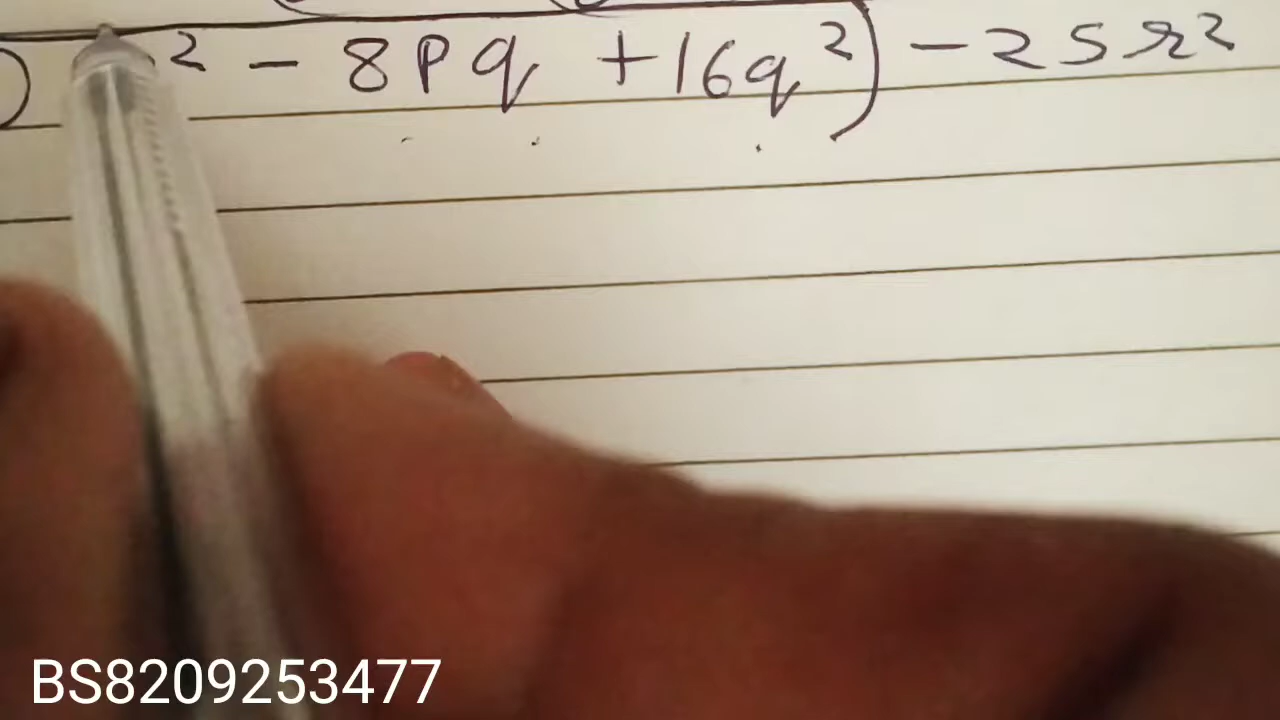 ) ² - 8pq + 16q²) - 25r²
BS8209253477